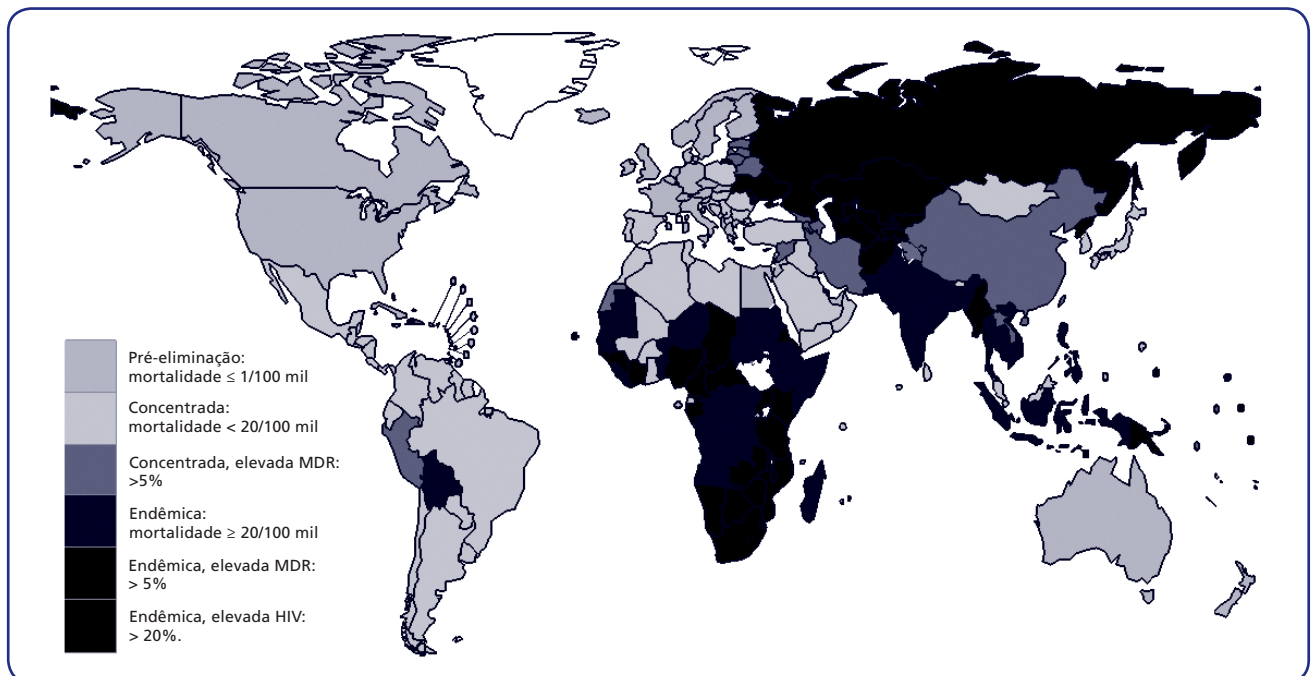 Pré-eliminação:
mortalidade ≤ 1/100 mil
Concentrada:
mortalidade < 20/100 mil
Concentrada, elevada MDR:
>5%
Endêmica:
mortalidade ≥ 20/100 mil
Endêmica, elevada MDR:
> 5%
Endêmica, elevada HIV:
> 20%.